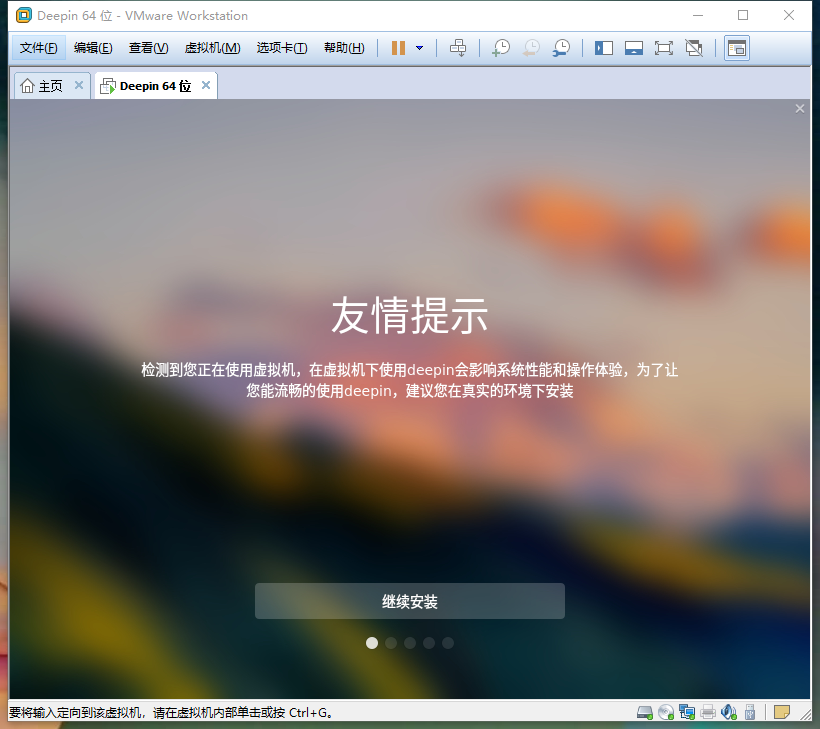 Deepin 64 位 - VMware Workstation
文件(F) 编辑(E) 查看(V) 虚拟机(M) 选项卡(T) 帮助(H)
主页 Deepin 64 位
友情提示
检测到您正在使用虚拟机，在虚拟机下使用deepin会影响系统性能和操作体验，为了让
您能流畅的使用deepin，建议您在真实的环境下安装
继续安装
要将输入定向到该虚拟机，请在虚拟机内部单击或按 Ctrl+G。